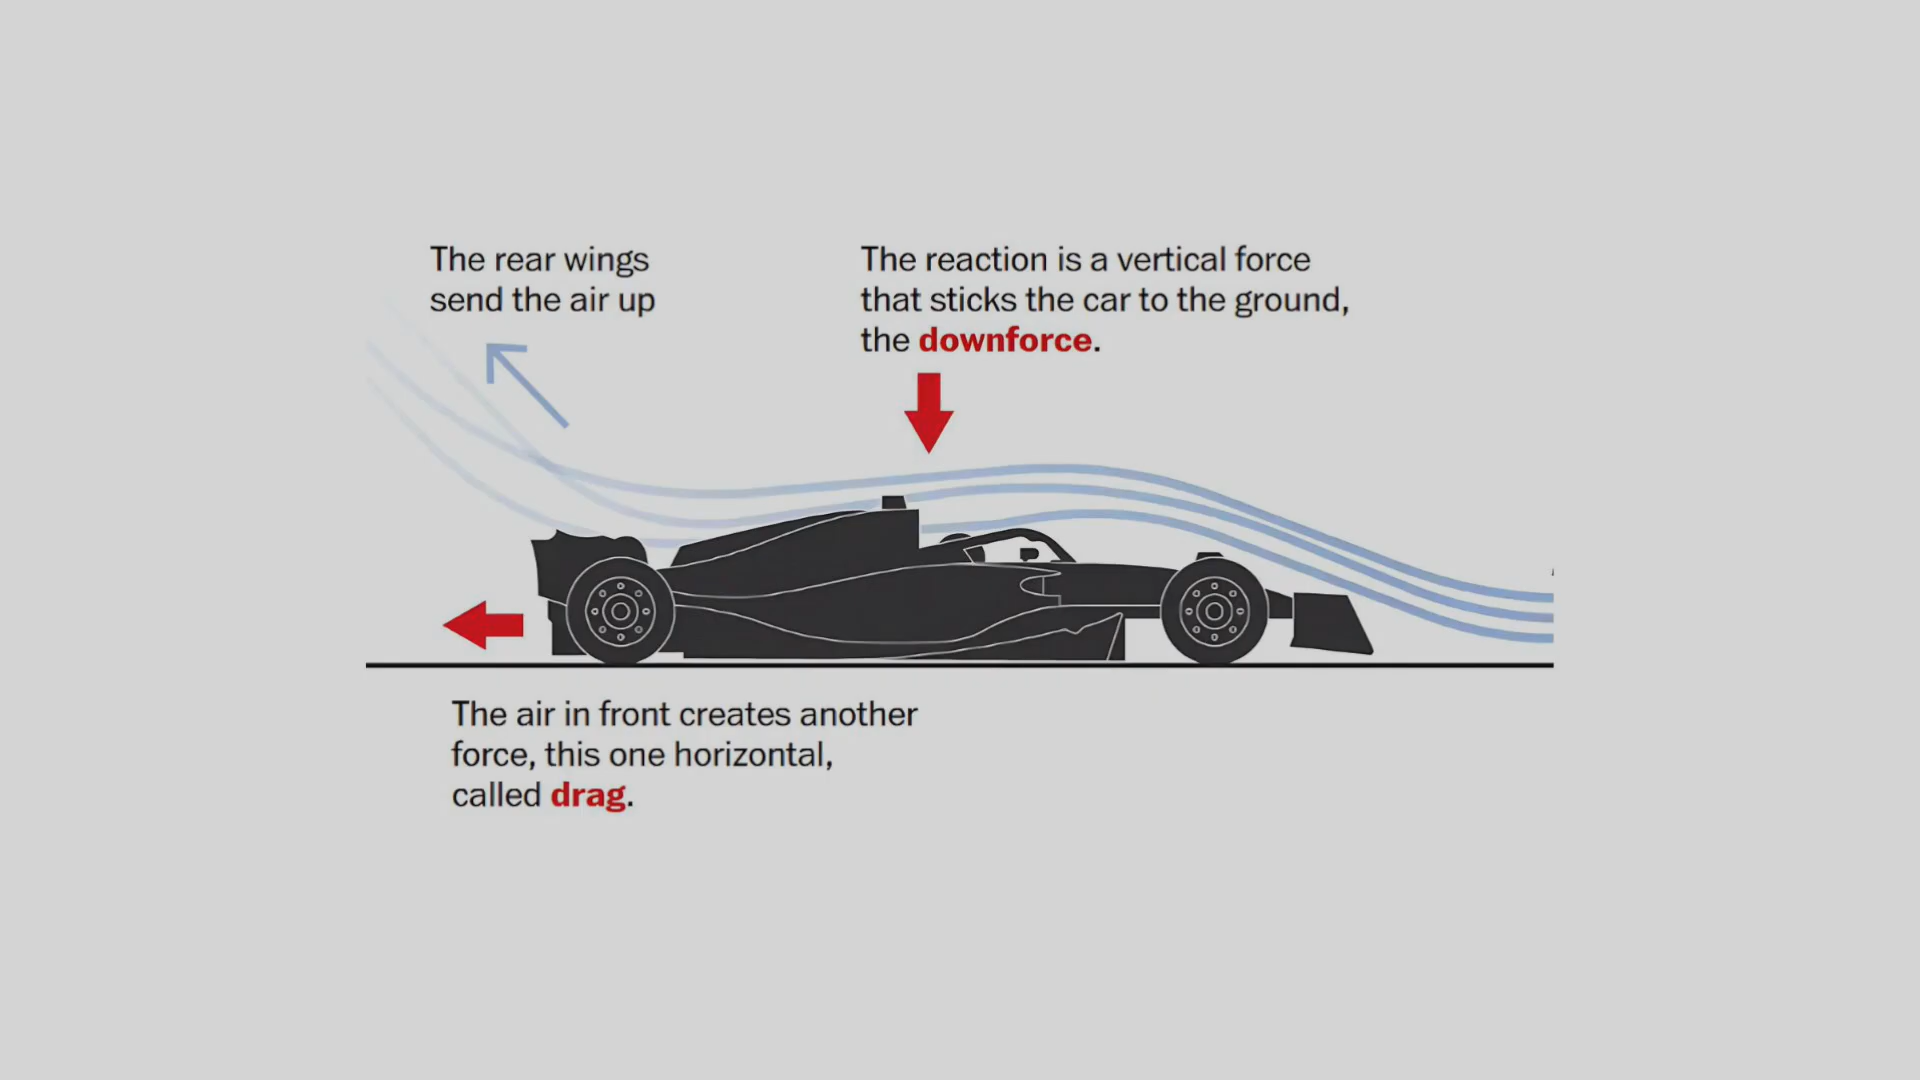 The rear wings
send the air up
The reaction is a vertical force
that sticks the car to the ground,
the downforce.
The air in front creates another
force, this one horizontal,
called drag.